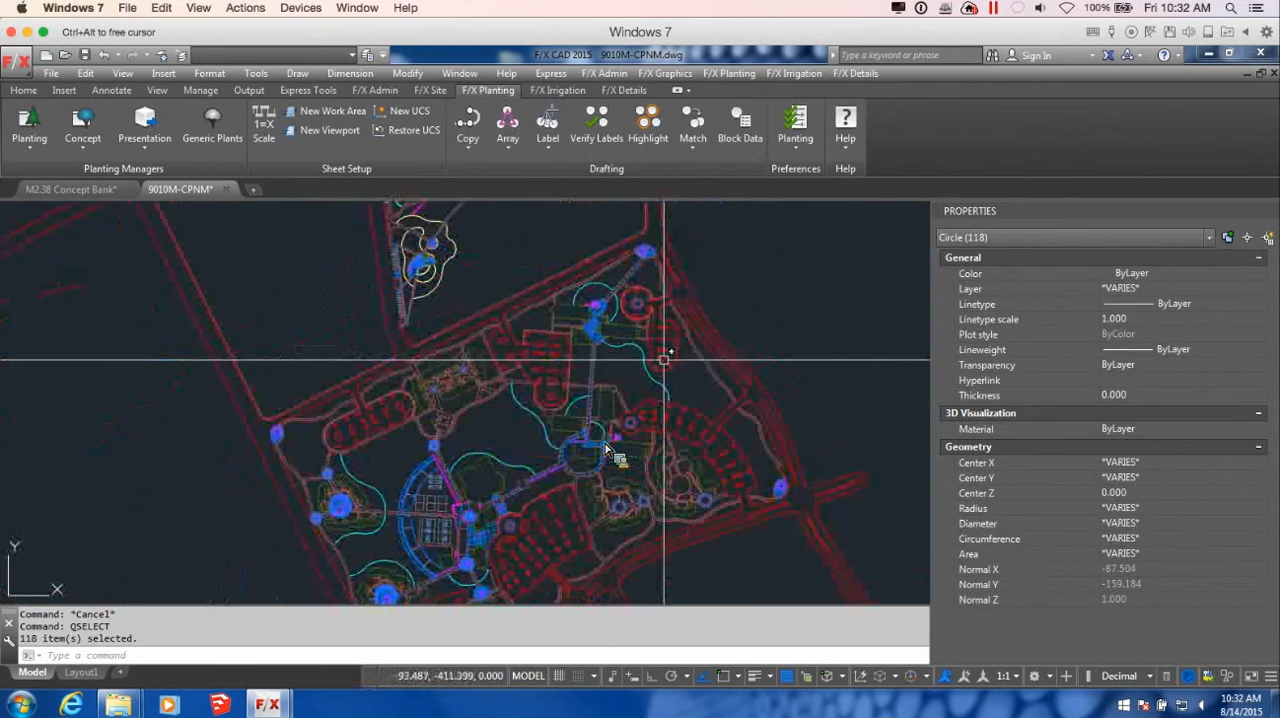 Windows 7 File Edit View Actions Devices Window Help 100% Fri 10:32 AM
Ctrl+Alt to free cursor Windows 7
F/X F/X CAD 2015 9010M-CPNM.dwg Type a keyword or phrase Sign In
File Edit View Insert Format Tools Draw Dimension Modify Window Help Express F/X Admin F/X Graphics F/X Planting F/X Irrigation F/X Details
Home Insert Annotate View Manage Output Express Tools F/X Admin F/X Site F/X Planting F/X Irrigation F/X Details
New Work Area New UCS
1=X
New Viewport Restore UCS
Planting Concept Presentation Generic Plants Scale Copy Array Label Verify Labels Highlight Match Block Data Planting Help
Planting Managers Sheet Setup Drafting Preferences Help
M2.38 Concept Bank* 9010M-CPNM*
PROPERTIES
Circle (118)
General
Color ByLayer
Layer *VARIES*
Linetype ByLayer
Linetype scale 1.000
Plot style ByColor
Lineweight ByLayer
Transparency ByLayer
Hyperlink
Thickness 0.000
3D Visualization
Material ByLayer
Geometry
Center X *VARIES*
Center Y *VARIES*
Center Z 0.000
Radius *VARIES*
Diameter *VARIES*
Circumference *VARIES*
Area *VARIES*
Normal X -87.504
Normal Y -159.184
Normal Z 1.000
Y
X
Command: *Cancel*
Command: QSELECT
118 item(s) selected.
Type a command
Model Layout1 93.487, -411.399, 0.000 MODEL 1:1 Decimal
F/X 10:32 AM
8/14/2015